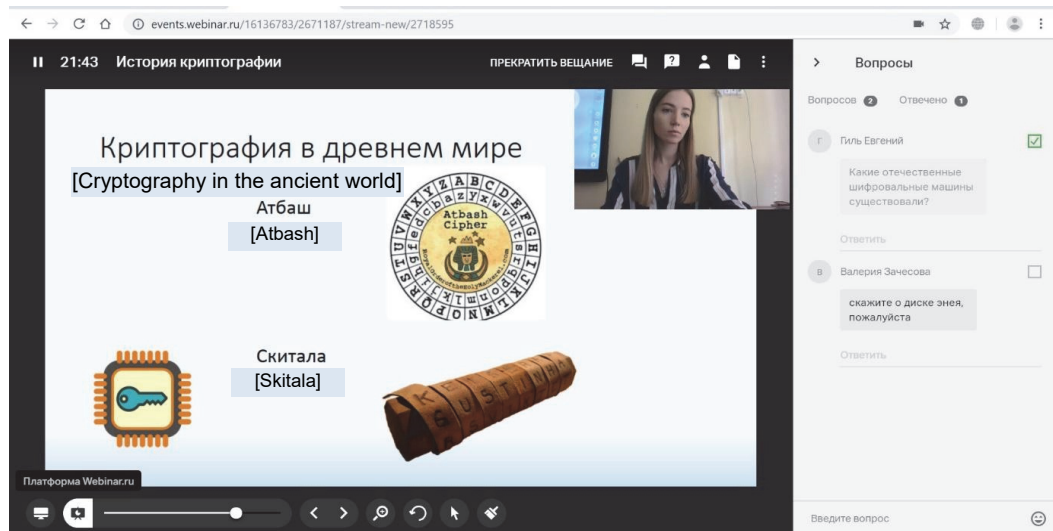 events.webinar.ru/16136783/2671187/stream-new/2718595
21:43 История криптографии
ПРЕКРАТИТЬ ВЕЩАНИЕ
Криптография в древнем мире
[Cryptography in the ancient world]
Атбаш
[Atbash]
Atbash
Cipher
Скитала
[Skitala]
Платформа Webinar.ru
Вопросы
Вопросов 2 Отвечено 1
Г Гиль Евгений
Какие отечественные
шифровальные машины
существовали?
Ответить
В Валерия Зачесова
скажите о диске энея,
пожалуйста
Ответить
Введите вопрос